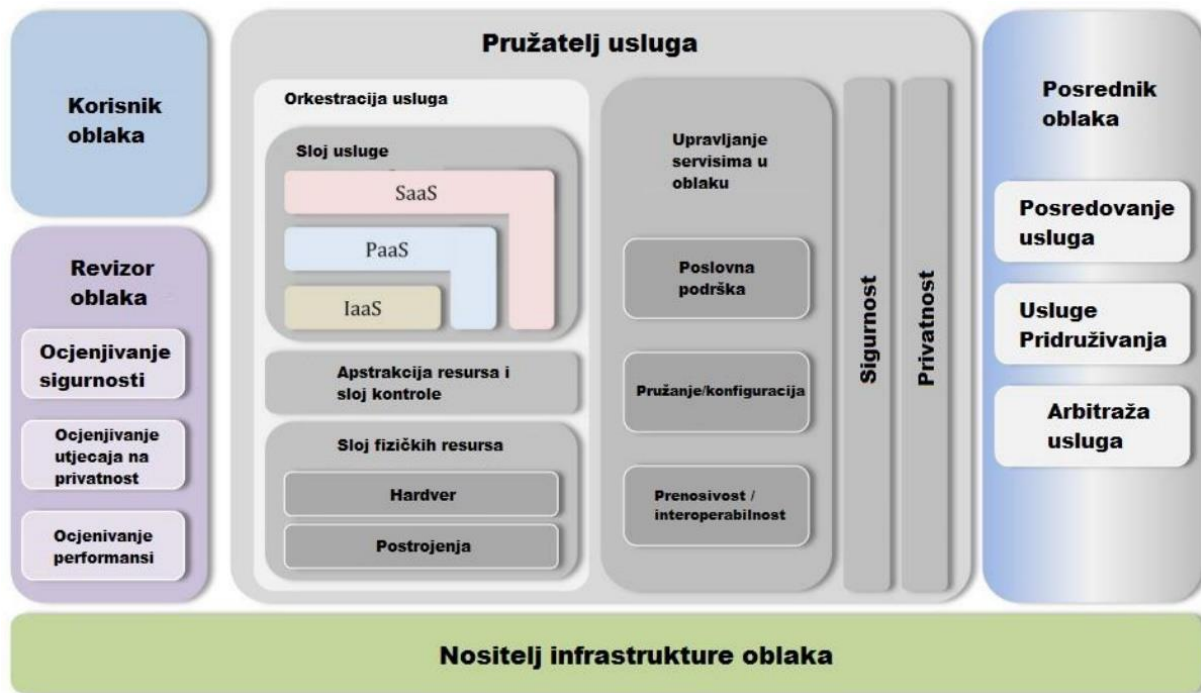 Korisnik
oblaka
Revizor
oblaka
Ocjenjivanje
sigurnosti
Ocjenjivanje
utjecaja na
privatnost
Ocjenivanje
performansi
Pružatelj usluga
Orkestracija usluga
Sloj usluge
SaaS
PaaS
IaaS
Apstrakcija resursa i
sloj kontrole
Sloj fizičkih resursa
Hardver
Postrojenja
Upravljanje
servisima u
oblaku
Poslovna
podrška
Pružanje/konfiguracija
Prenosivost /
interoperabilnost
Sigurnost
Privatnost
Posrednik
oblaka
Posredovanje
usluga
Usluge
Pridruživanja
Arbitraža
usluga
Nositelj infrastrukture oblaka